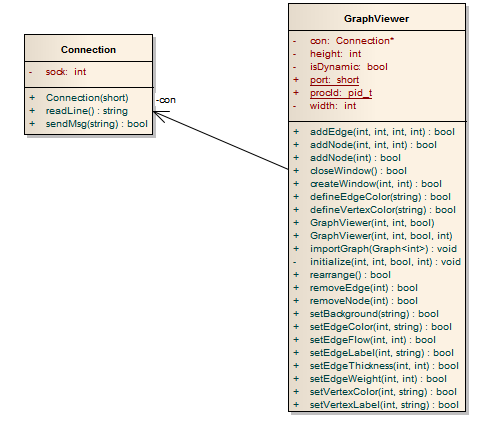 Connection
- sock: int
+ Connection(short)
+ readLine() : string
+ sendMsg(string) : bool
-con
GraphViewer
- con: Connection*
- height: int
- isDynamic: bool
+ port: short
+ procId: pid_t
- width: int
+ addEdge(int, int, int, int) : bool
+ addNode(int, int, int) : bool
+ addNode(int) : bool
+ closeWindow() : bool
+ createWindow(int, int) : bool
+ defineEdgeColor(string) : bool
+ defineVertexColor(string) : bool
+ GraphViewer(int, int, bool)
+ GraphViewer(int, int, bool, int)
+ importGraph(Graph<int>) : void
- initialize(int, int, bool, int) : void
+ rearrange() : bool
+ removeEdge(int) : bool
+ removeNode(int) : bool
+ setBackground(string) : bool
+ setEdgeColor(int, string) : bool
+ setEdgeFlow(int, int) : bool
+ setEdgeLabel(int, string) : bool
+ setEdgeThickness(int, int) : bool
+ setEdgeWeight(int, int) : bool
+ setVertexColor(int, string) : bool
+ setVertexLabel(int, string) : bool